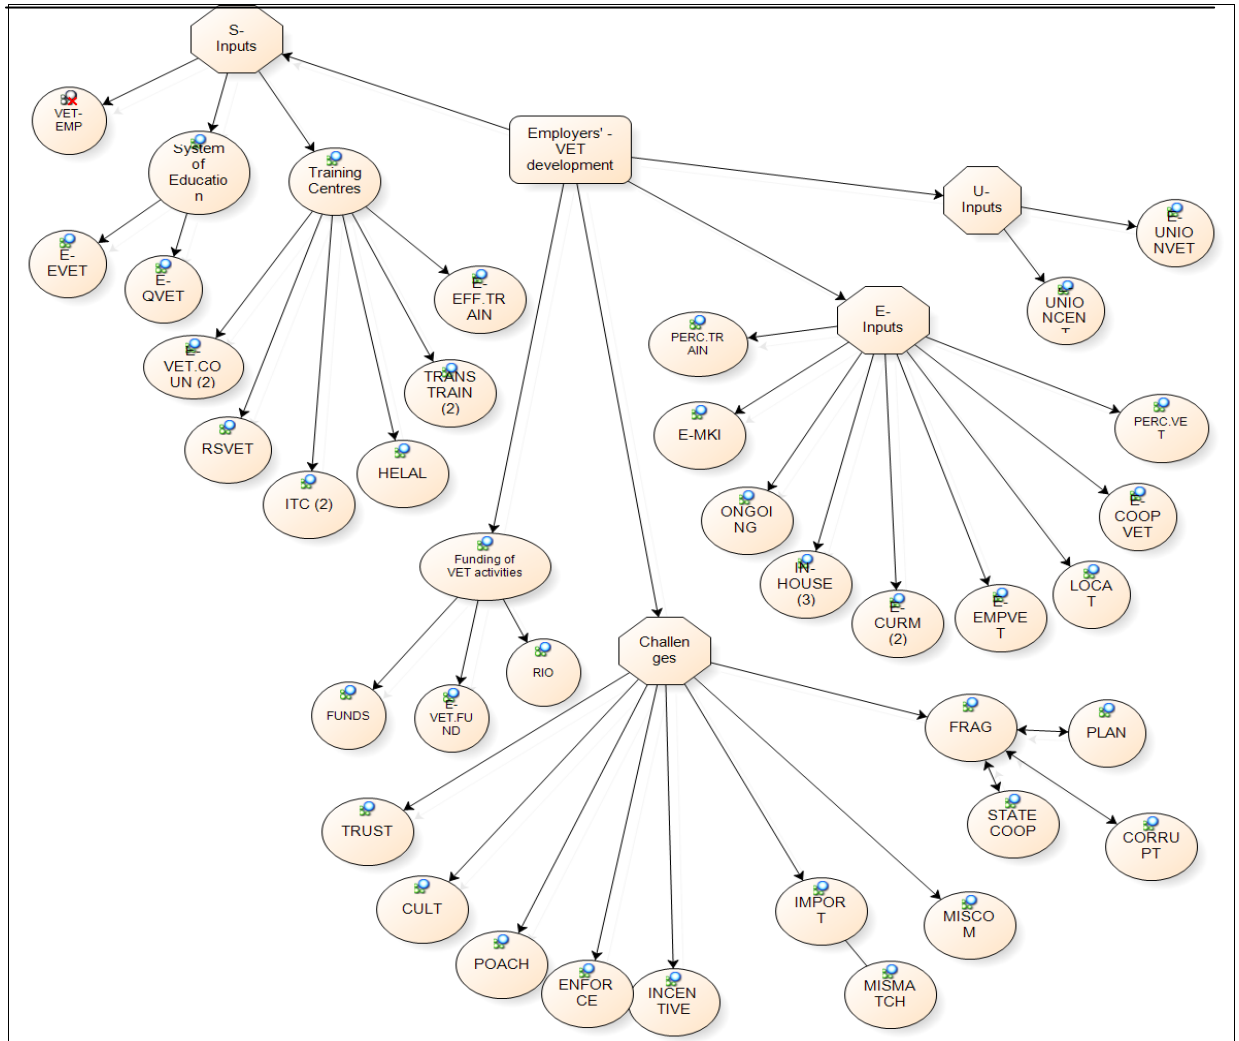 S-
Inputs
VET-
EMP
System
of
Educatio
n
Training
Centres
Employers' -
VET
development
U-
Inputs
E-
UNIO
NVET
UNIO
NCEN
T
E-
EVET
E-
QVET
E-
EFF.TR
AIN
E-
VET.CO
UN (2)
TRANS
TRAIN
(2)
RSVET
ITC (2)
HELAL
E-
Inputs
PERC.TR
AIN
E-MKI
ONGOI
NG
IN-
HOUSE
(3)
E-
CURM
(2)
E-
EMPVE
T
LOCA
T
E-
COOP
VET
PERC.VE
T
Funding of
VET activities
FUNDS
E-
VET.FU
ND
RIO
Challen
ges
TRUST
CULT
POACH
ENFOR
CE
INCEN
TIVE
IMPOR
T
MISMA
TCH
MISCO
M
FRAG
PLAN
STATE
COOP
CORRU
PT